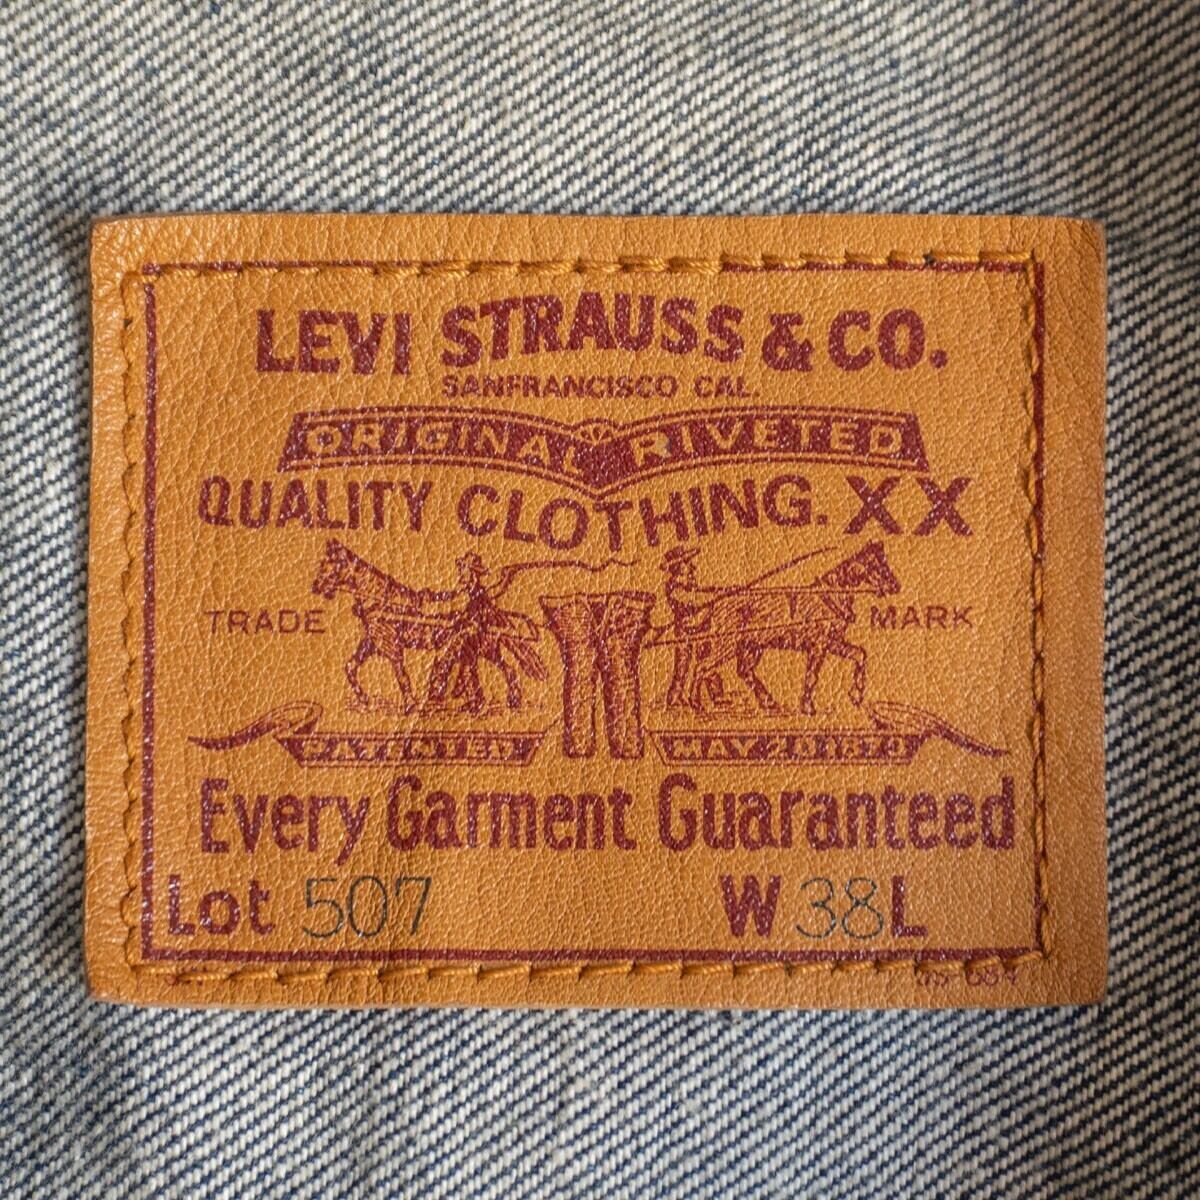 LEVI STRAUSS & CO.
SANFRANCISCO CAL
ORIGINAL RIVETED
QUALITY CLOTHING. XX
TRADE MARK
PATENTED MAY 20 1873
Every Garment Guaranteed
Lot 507 W 38 L